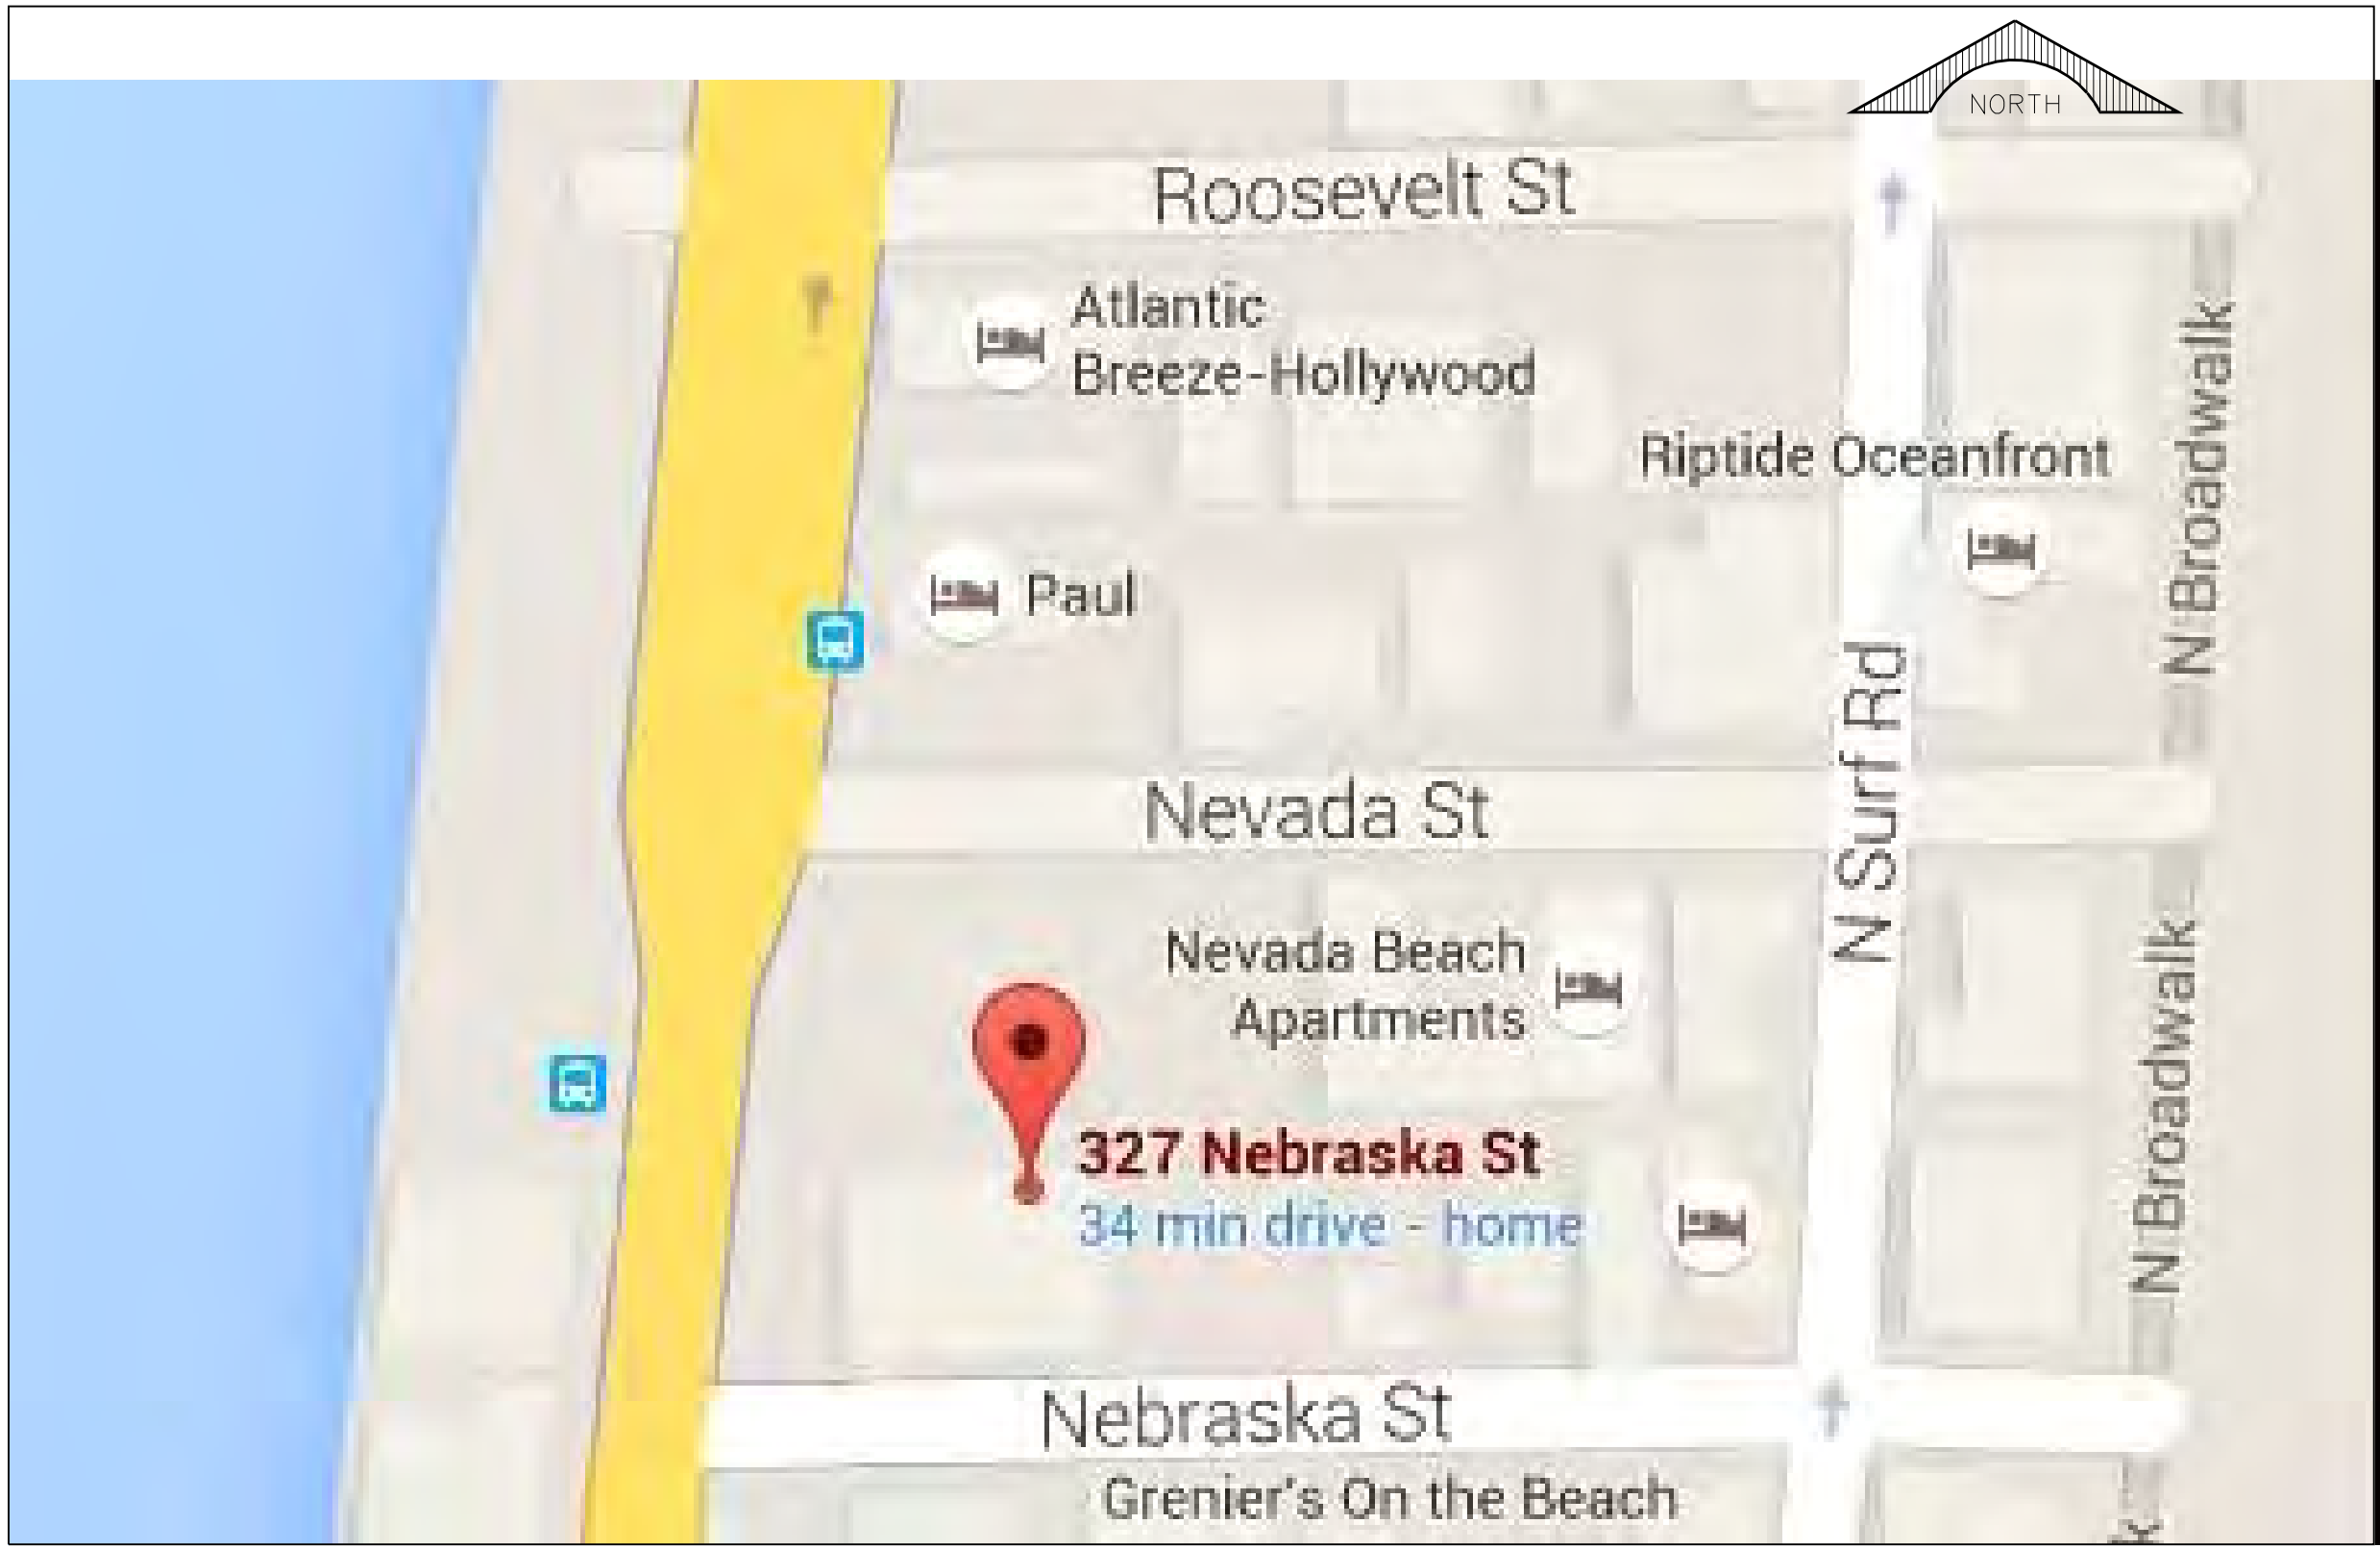 NORTH
Roosevelt St
Atlantic
Breeze-Hollywood
Riptide Oceanfront
N Broadwalk
Paul
N Surf Rd
Nevada St
Nevada Beach
Apartments
327 Nebraska St
34 min drive - home
N Broadwalk
Nebraska St
Grenier's On the Beach
k